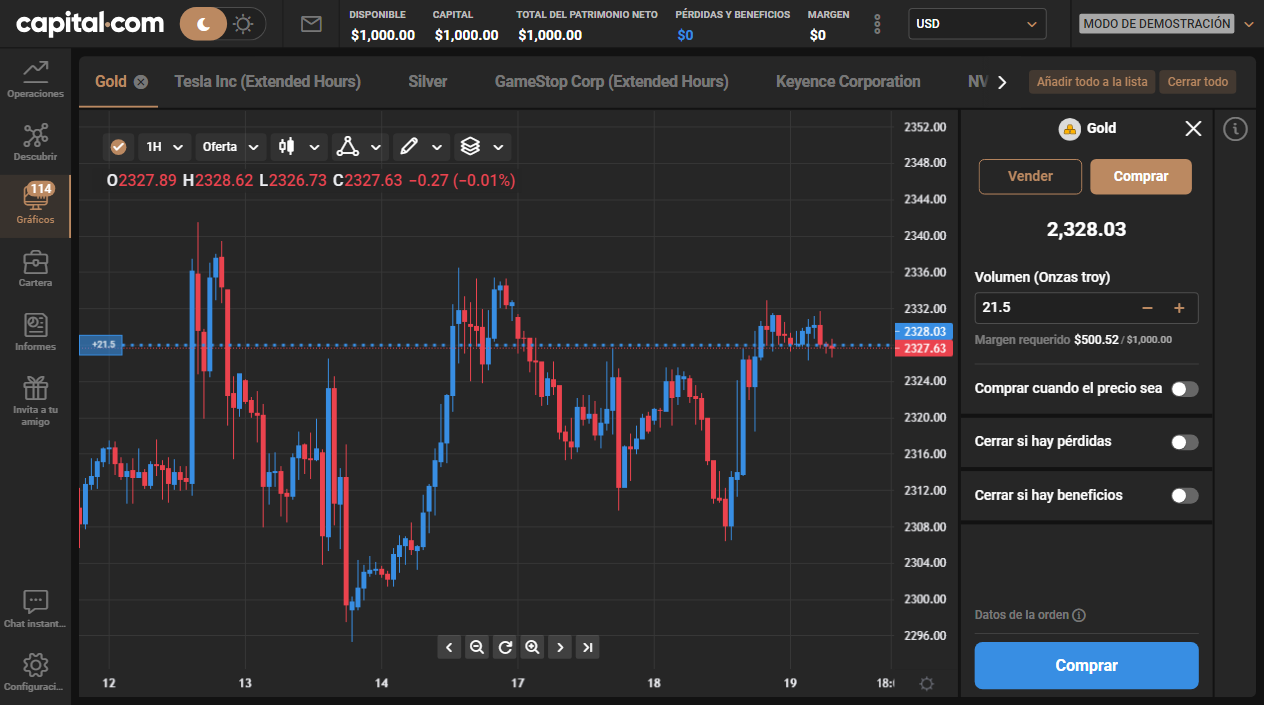 capital.com
DISPONIBLE
$1,000.00
CAPITAL
$1,000.00
TOTAL DEL PATRIMONIO NETO
$1,000.00
PÉRDIDAS Y BENEFICIOS
$0
MARGEN
$0
USD
MODO DE DEMOSTRACIÓN
Operaciones
Descubrir
114
Gráficos
Cartera
Informes
Invita a tu
amigo
Chat instant...
Configuraci...
Gold
Tesla Inc (Extended Hours)
Silver
GameStop Corp (Extended Hours)
Keyence Corporation
NV
Añadir todo a la lista
Cerrar todo
1H
Oferta
O2327.89 H2328.62 L2326.73 C2327.63 −0.27 (−0.01%)
+21.5
2352.00
2348.00
2344.00
2340.00
2336.00
2332.00
2328.03
2327.63
2324.00
2320.00
2316.00
2312.00
2308.00
2304.00
2300.00
2296.00
12 13 14 17 18 19 18:
Gold
Vender
Comprar
2,328.03
Volumen (Onzas troy)
21.5 − +
Margen requerido $500.52 / $1,000.00
Comprar cuando el precio sea
Cerrar si hay pérdidas
Cerrar si hay beneficios
Datos de la orden
Comprar